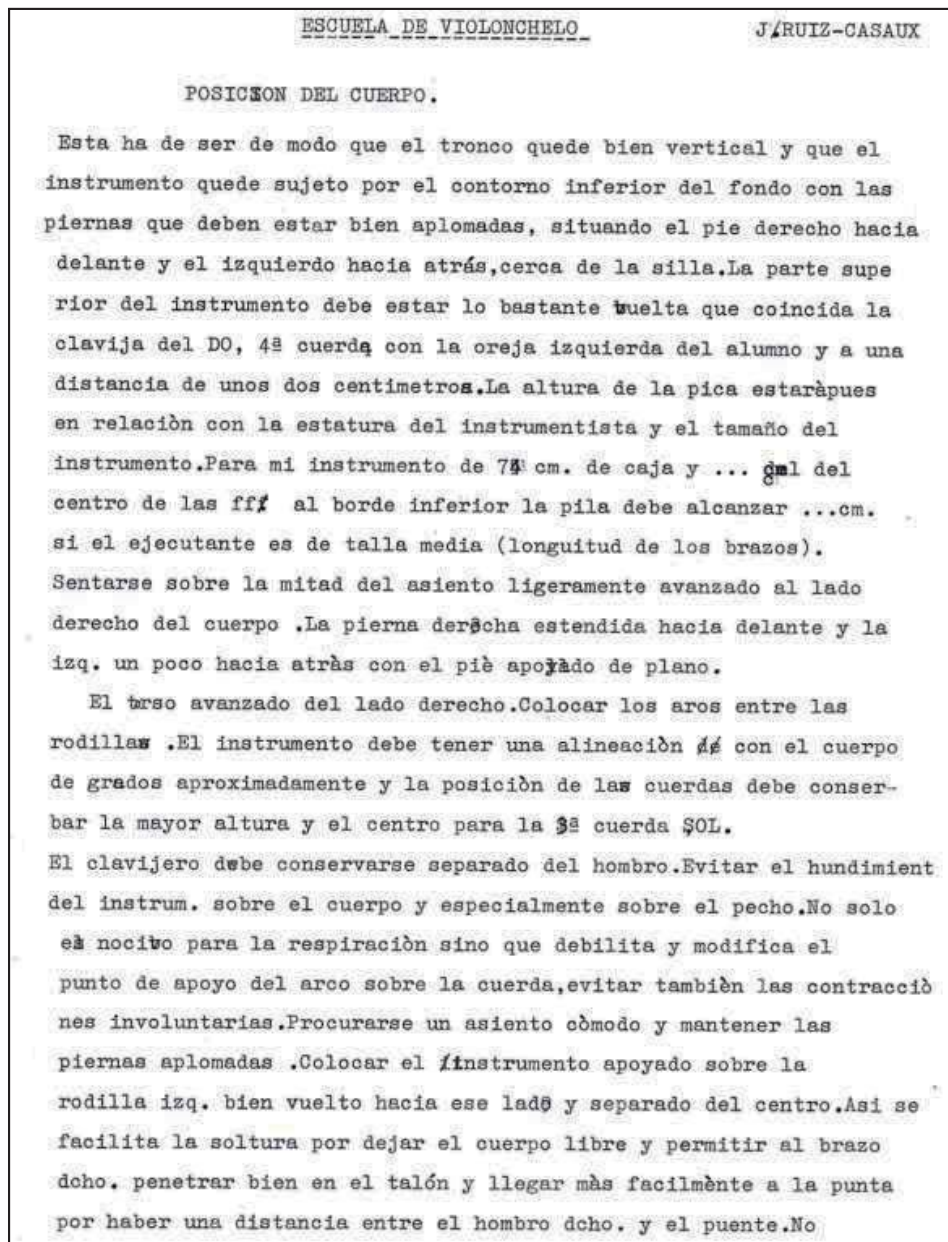 ESCUELA DE VIOLONCHELO J/RUIZ-CASAUX
POSICION DEL CUERPO.
Esta ha de ser de modo que el tronco quede bien vertical y que el
instrumento quede sujeto por el contorno inferior del fondo con las
piernas que deben estar bien aplomadas, situando el pie derecho hacia
delante y el izquierdo hacia atrás,cerca de la silla.La parte supe
rior del instrumento debe estar lo bastante vuelta que coincida la
clavija del DO, 4ª cuerda con la oreja izquierda del alumno y a una
distancia de unos dos centimetros.La altura de la pica estaràpues
en relaciòn con la estatura del instrumentista y el tamaño del
instrumento.Para mi instrumento de 74 cm. de caja y ... del
centro de las fff al borde inferior la pila debe alcanzar ...cm.
si el ejecutante es de talla media (longuitud de los brazos).
Sentarse sobre la mitad del asiento ligeramente avanzado al lado
derecho del cuerpo .La pierna derecha estendida hacia delante y la
izq. un poco hacia atràs con el piè apoyado de plano.
El torso avanzado del lado derecho.Colocar los aros entre las
rodillas .El instrumento debe tener una alineaciòn de con el cuerpo
de grados aproximadamente y la posiciòn de las cuerdas debe conser-
bar la mayor altura y el centro para la 3ª cuerda SOL.
El clavijero debe conservarse separado del hombro.Evitar el hundimient
del instrum. sobre el cuerpo y especialmente sobre el pecho.No solo
es nocivo para la respiraciòn sino que debilita y modifica el
punto de apoyo del arco sobre la cuerda,evitar tambièn las contracciò
nes involuntarias.Procurarse un asiento còmodo y mantener las
piernas aplomadas .Colocar el instrumento apoyado sobre la
rodilla izq. bien vuelto hacia ese lado y separado del centro.Asi se
facilita la soltura por dejar el cuerpo libre y permitir al brazo
dcho. penetrar bien en el talón y llegar màs facilmènte a la punta
por haber una distancia entre el hombro dcho. y el puente.No